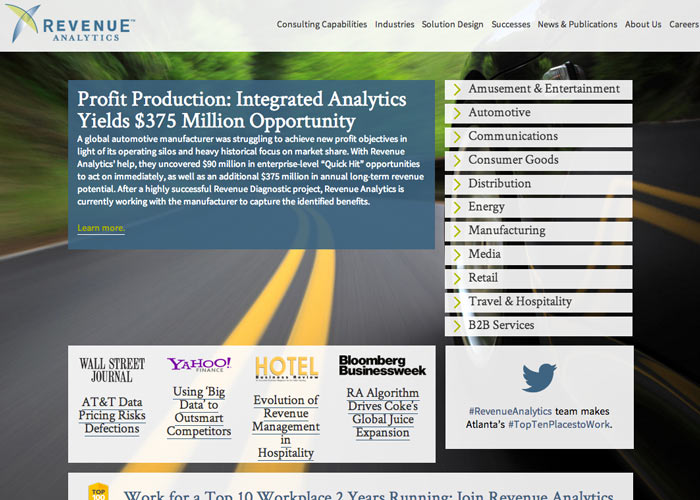 REVENUE™
ANALYTICS
Consulting Capabilities Industries Solution Design Successes News & Publications About Us Careers
Profit Production: Integrated Analytics
Yields $375 Million Opportunity
A global automotive manufacturer was struggling to achieve new profit objectives in
light of its operating silos and heavy historical focus on market share. With Revenue
Analytics' help, they uncovered $90 million in enterprise-level "Quick Hit" opportunities
to act on immediately, as well as an additional $375 million in annual long-term revenue
potential. After a highly successful Revenue Diagnostic project, Revenue Analytics is
currently working with the manufacturer to capture the identified benefits.
Learn more.
Amusement & Entertainment
Automotive
Communications
Consumer Goods
Distribution
Energy
Manufacturing
Media
Retail
Travel & Hospitality
B2B Services
WALL STREET
JOURNAL
AT&T Data
Pricing Risks
Defections
YAHOO!
FINANCE
Using 'Big
Data' to
Outsmart
Competitors
HOTEL
Business Review
Evolution of
Revenue
Management
in
Hospitality
Bloomberg
Businessweek
RA Algorithm
Drives Coke's
Global Juice
Expansion
#RevenueAnalytics team makes
Atlanta's #TopTenPlacestoWork.
TOP
Work for a Top 10 Workplace 2 Years Running: Join Revenue Analytics